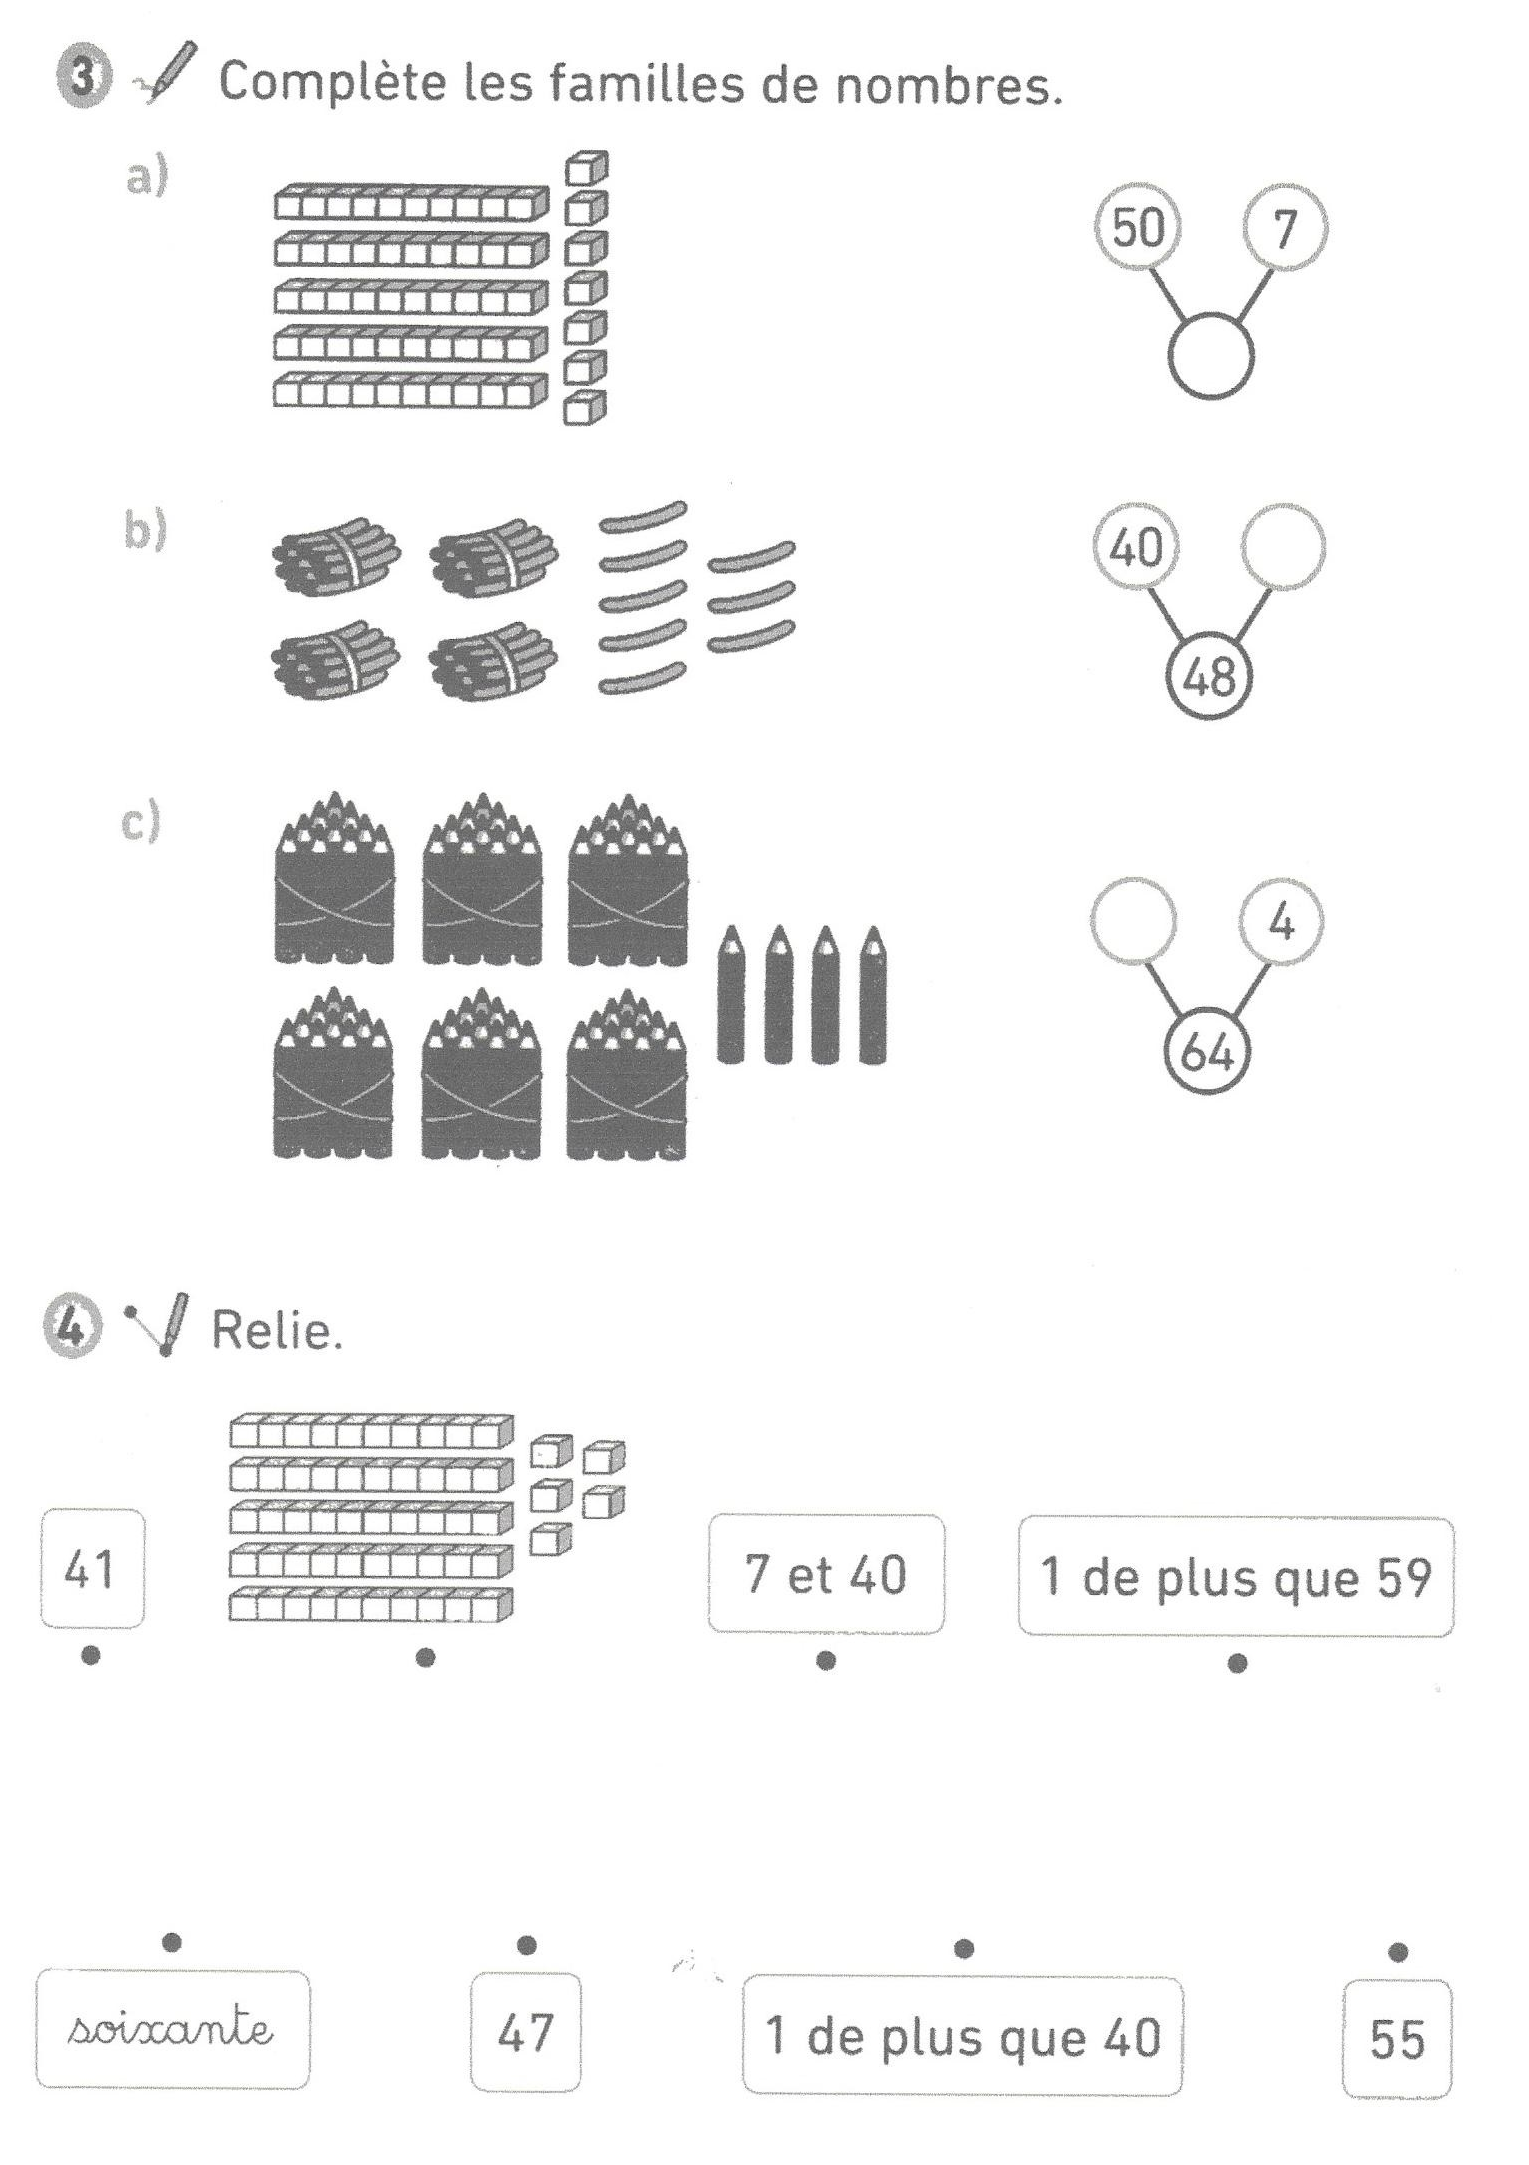 3 Complète les familles de nombres.
a)
50 7
b)
40
48
c)
4
64
4 Relie.
41
7 et 40
1 de plus que 59
soixante
47
1 de plus que 40
55